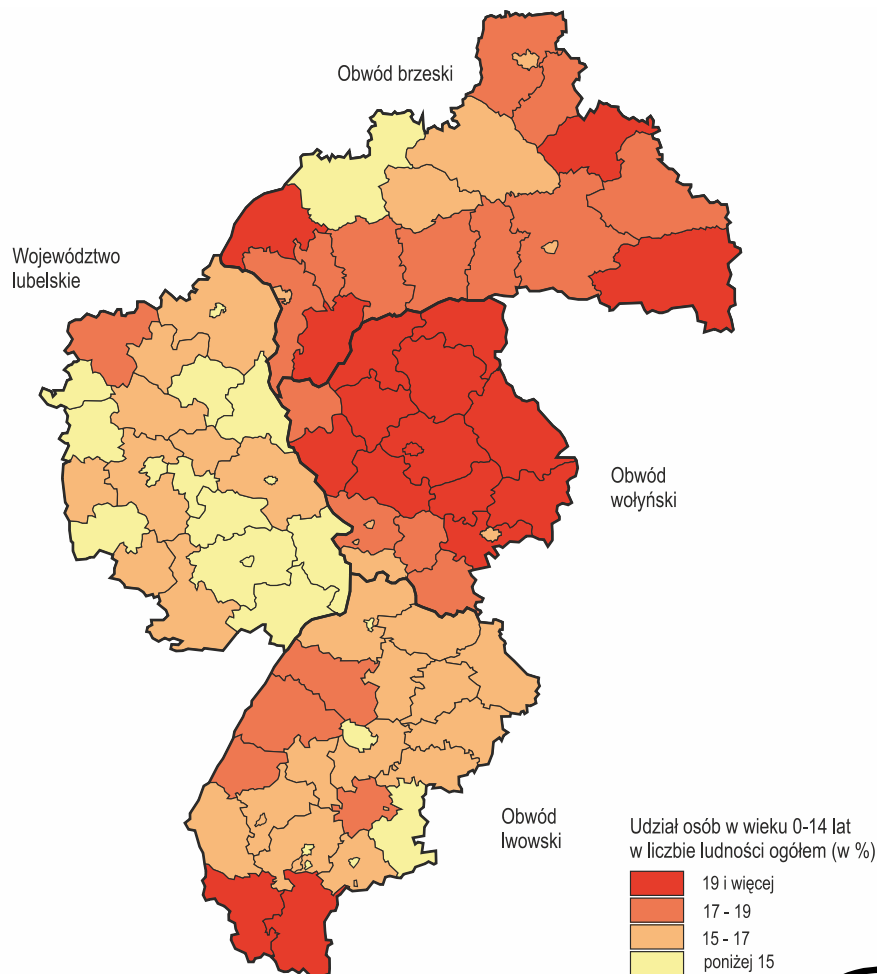 Obwód brzeski
Województwo
lubelskie
Obwód
wołyński
Obwód
lwowski
Udział osób w wieku 0-14 lat
w liczbie ludności ogółem (w %)
19 i więcej
17 - 19
15 - 17
poniżej 15